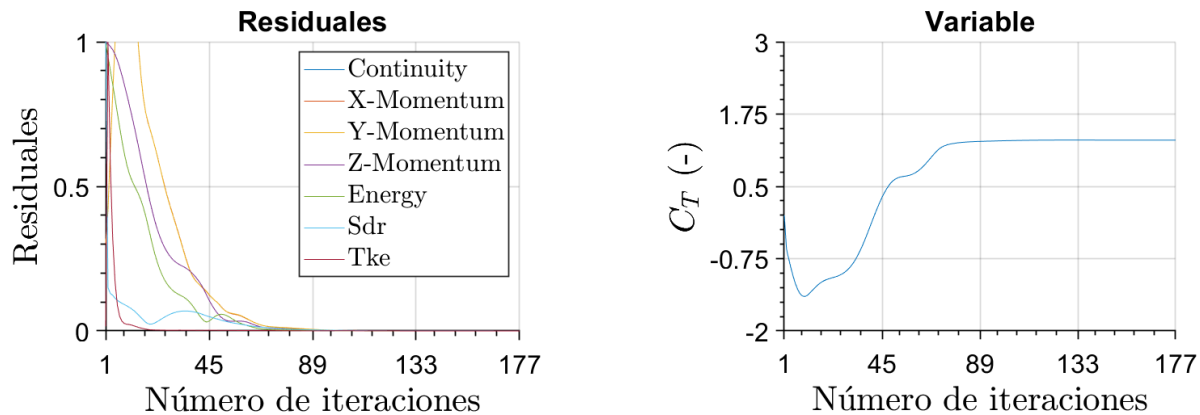 Residuales
Residuales
1
0.5
0
1
45
89
133
177
Número de iteraciones
Continuity
X-Momentum
Y-Momentum
Z-Momentum
Energy
Sdr
Tke
Variable
C_T (-)
3
1.75
0.5
-0.75
-2
1
45
89
133
177
Número de iteraciones